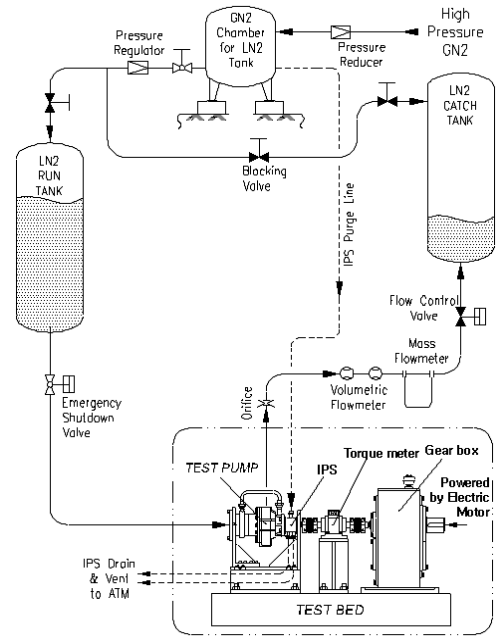 GN2
Chamber
for LN2
Tank
High
Pressure
GN2
Pressure
Regulator
Pressure
Reducer
LN2
CATCH
TANK
LN2
RUN
TANK
Blocking
Valve
IPS Purge Line
Flow Control
Valve
Mass
Flowmeter
Volumetric
Flowmeter
Orifice
Emergency
Shutdown
Valve
TEST PUMP
IPS
Torque meter
Gear box
Powered
by Electric
Motor
IPS Drain
& Vent
to ATM
TEST BED